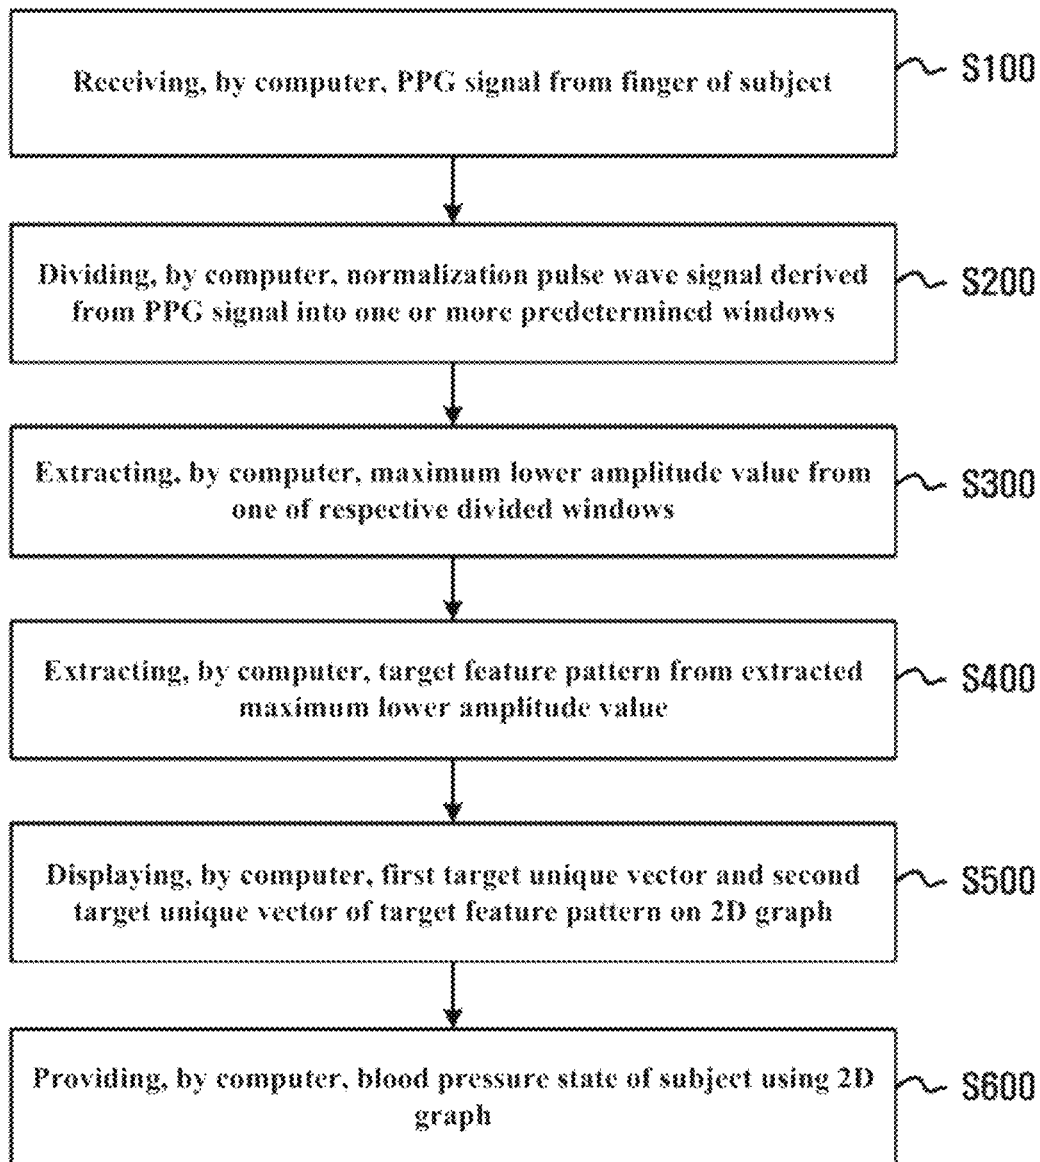 Receiving, by computer, PPG signal from finger of subject
S100
Dividing, by computer, normalization pulse wave signal derived
from PPG signal into one or more predetermined windows
S200
Extracting, by computer, maximum lower amplitude value from
one of respective divided windows
S300
Extracting, by computer, target feature pattern from extracted
maximum lower amplitude value
S400
Displaying, by computer, first target unique vector and second
target unique vector of target feature pattern on 2D graph
S500
Providing, by computer, blood pressure state of subject using 2D
graph
S600